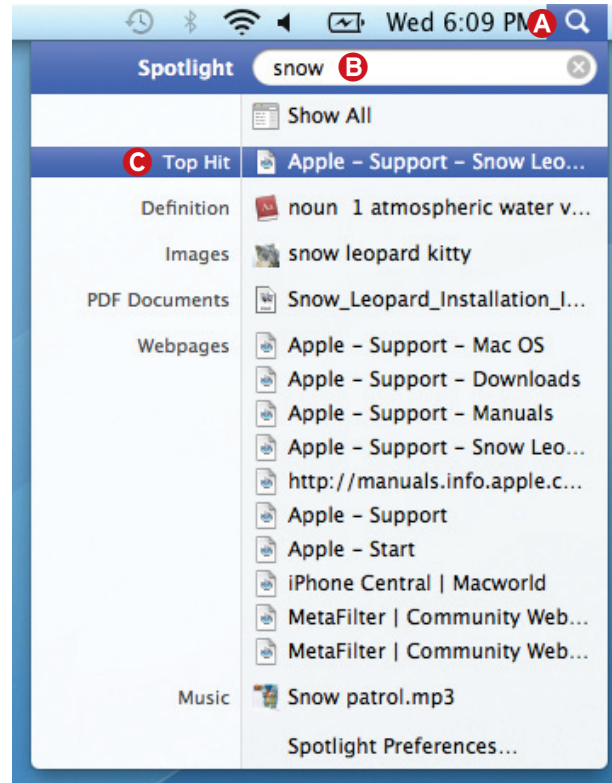 Wed 6:09 PM A
Spotlight snow B
Show All
C Top Hit Apple – Support – Snow Leo...
Definition noun 1 atmospheric water v...
Images snow leopard kitty
PDF Documents Snow_Leopard_Installation_I...
Webpages Apple – Support – Mac OS
Apple – Support – Downloads
Apple – Support – Manuals
Apple – Support – Snow Leo...
http://manuals.info.apple.c...
Apple – Support
Apple – Start
iPhone Central | Macworld
MetaFilter | Community Web...
MetaFilter | Community Web...
Music Snow patrol.mp3
Spotlight Preferences...